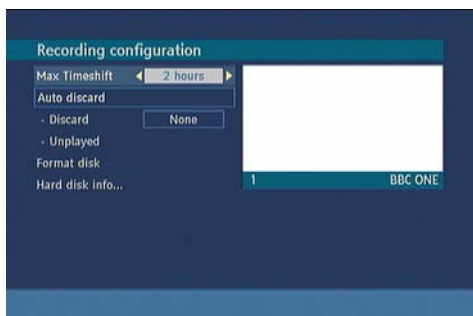 Recording configuration
Max Timeshift 2 hours
Auto discard
- Discard None
- Unplayed
Format disk
Hard disk info...
1 BBC ONE